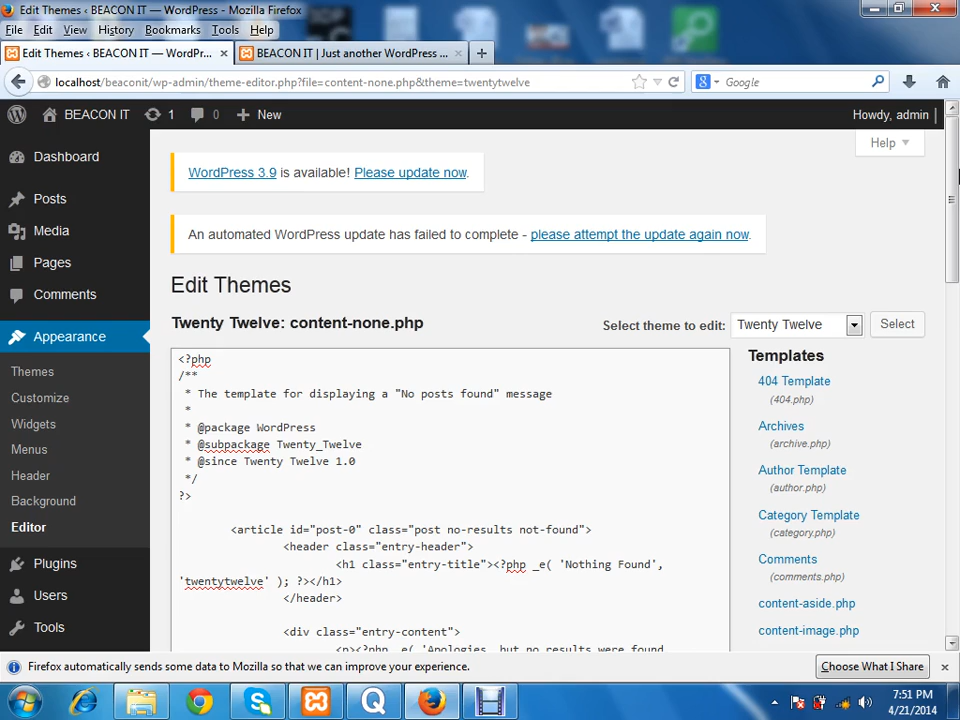 Edit Themes ‹ BEACON IT — WordPress - Mozilla Firefox
File Edit View History Bookmarks Tools Help
Edit Themes ‹ BEACON IT — WordPr... × BEACON IT | Just another WordPress ... × +
localhost/beaconit/wp-admin/theme-editor.php?file=content-none.php&theme=twentytwelve Google
BEACON IT 1 0 + New Howdy, admin
Help
Dashboard
Posts
Media
Pages
Comments
Appearance
Themes
Customize
Widgets
Menus
Header
Background
Editor
Plugins
Users
Tools
WordPress 3.9 is available! Please update now.
An automated WordPress update has failed to complete - please attempt the update again now.
Edit Themes
Twenty Twelve: content-none.php
Select theme to edit: Twenty Twelve Select
<?php
/**
* The template for displaying a "No posts found" message
*
* @package WordPress
* @subpackage Twenty_Twelve
* @since Twenty Twelve 1.0
*/
?>
<article id="post-0" class="post no-results not-found">
<header class="entry-header">
<h1 class="entry-title"><?php _e( 'Nothing Found',
'twentytwelve' ); ?></h1>
</header>
<div class="entry-content">
<p><?php _e( 'Apologies, but no results were found
Templates
404 Template
(404.php)
Archives
(archive.php)
Author Template
(author.php)
Category Template
(category.php)
Comments
(comments.php)
content-aside.php
content-image.php
Firefox automatically sends some data to Mozilla so that we can improve your experience. Choose What I Share ×
7:51 PM
4/21/2014